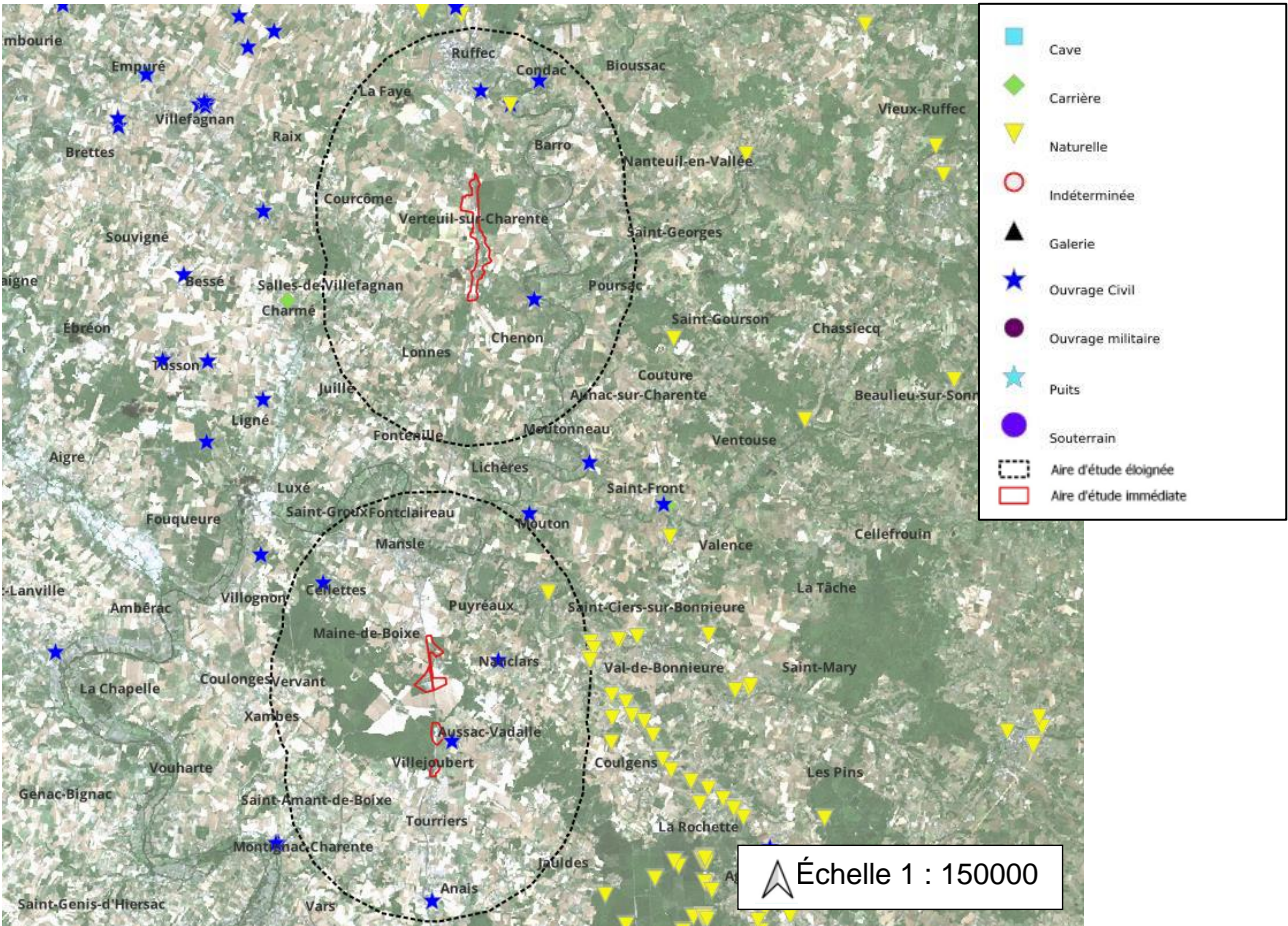 mbourie
Ruffec
Empuré
Condac
Bioussac
La Faye
Vieux-Ruffec
Villefagnan
Raix
Barro
Brettes
Nanteuil-en-Vallée
Courcôme
Verteuil-sur-Charente
Souvigné
Saint-Georges
aigne
Bessé
Salles-de-Villefagnan
Poursac
Charmé
Saint-Gourson
Chassiecq
Ebréon
Chenon
Lonnes
Tusson
Couture
Juillé
Aunac-sur-Charente
Beaulieu-sur-Sonn
Ligné
Fontenille
Moutonneau
Ventouse
Aigre
Lichères
Luxé
Saint-Front
Saint-Groux
Fontclaireau
Fouqueure
Mouton
Mansle
Valence
Cellefrouin
t-Lanville
Cellettes
La Tâche
Villognon
Ambérac
Puyréaux
Saint-Ciers-sur-Bonnieure
Maine-de-Boixe
Nanclars
Val-de-Bonnieure
Saint-Mary
La Chapelle
Coulonges
Vervant
Xambes
Aussac-Vadalle
Villejoubert
Coulgens
Vouharte
Les Pins
Genac-Bignac
Saint-Amant-de-Boixe
Tourriers
La Rochette
Montignac-Charente
Jauldes
Ag
Anais
Saint-Genis-d'Hiersac
Vars
Échelle 1 : 150000
Cave
Carrière
Naturelle
Indéterminée
Galerie
Ouvrage Civil
Ouvrage militaire
Puits
Souterrain
Aire d'étude éloignée
Aire d'étude immédiate